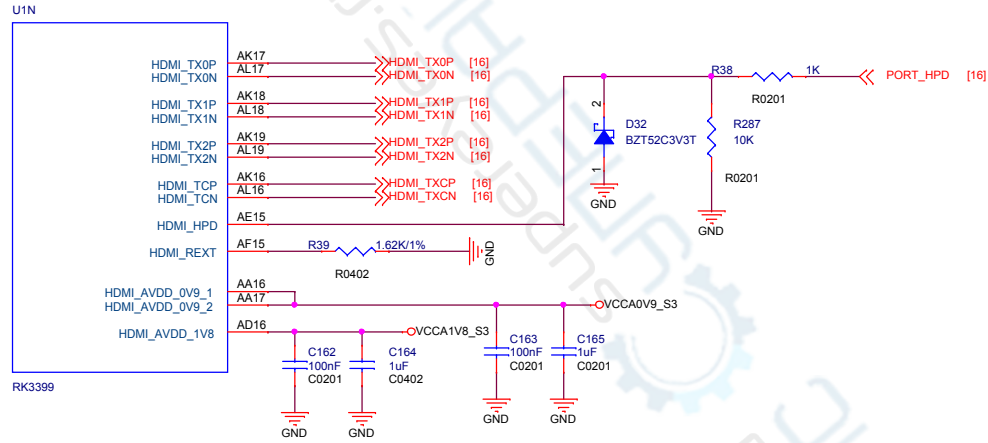 U1N
HDMI_TX0P AK17 HDMI_TX0P [16]
HDMI_TX0N AL17 HDMI_TX0N [16]
HDMI_TX1P AK18 HDMI_TX1P [16]
HDMI_TX1N AL18 HDMI_TX1N [16]
HDMI_TX2P AK19 HDMI_TX2P [16]
HDMI_TX2N AL19 HDMI_TX2N [16]
HDMI_TCP AK16 HDMI_TXCP [16]
HDMI_TCN AL16 HDMI_TXCN [16]
HDMI_HPD AE15
HDMI_REXT AF15 R39 1.62K/1% GND
R0402
HDMI_AVDD_0V9_1 AA16
HDMI_AVDD_0V9_2 AA17 VCCA0V9_S3
HDMI_AVDD_1V8 AD16 VCCA1V8_S3
RK3399
R38 1K PORT_HPD [16]
R0201
2
D32
BZT52C3V3T
1
GND
R287
10K
R0201
GND
C162
100nF
C0201
GND
C164
1uF
C0402
GND
C163
100nF
C0201
GND
C165
1uF
C0201
GND